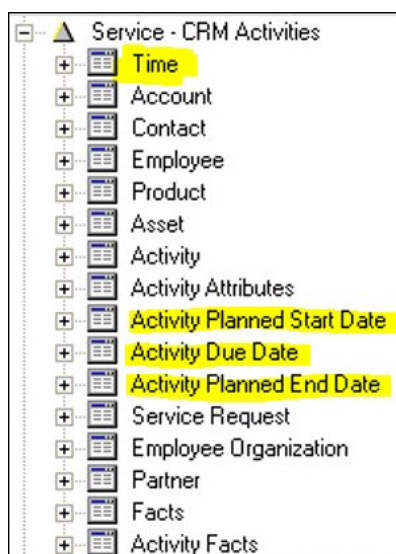 Service - CRM Activities
Time
Account
Contact
Employee
Product
Asset
Activity
Activity Attributes
Activity Planned Start Date
Activity Due Date
Activity Planned End Date
Service Request
Employee Organization
Partner
Facts
Activity Facts